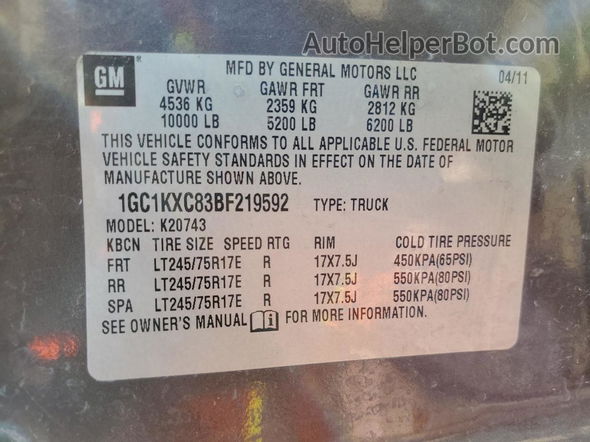 AutoHelperBot.com
GM
MFD BY GENERAL MOTORS LLC 04/11
GVWR GAWR FRT GAWR RR
4536 KG 2359 KG 2812 KG
10000 LB 5200 LB 6200 LB
THIS VEHICLE CONFORMS TO ALL APPLICABLE U.S. FEDERAL MOTOR
VEHICLE SAFETY STANDARDS IN EFFECT ON THE DATE OF
MANUFACTURE SHOWN ABOVE.
1GC1KXC83BF219592 TYPE: TRUCK
MODEL: K20743
KBCN TIRE SIZE SPEED RTG RIM COLD TIRE PRESSURE
FRT LT245/75R17E R 17X7.5J 450KPA(65PSI)
RR LT245/75R17E R 17X7.5J 550KPA(80PSI)
SPA LT245/75R17E R 17X7.5J 550KPA(80PSI)
SEE OWNER'S MANUAL i FOR MORE INFORMATION.